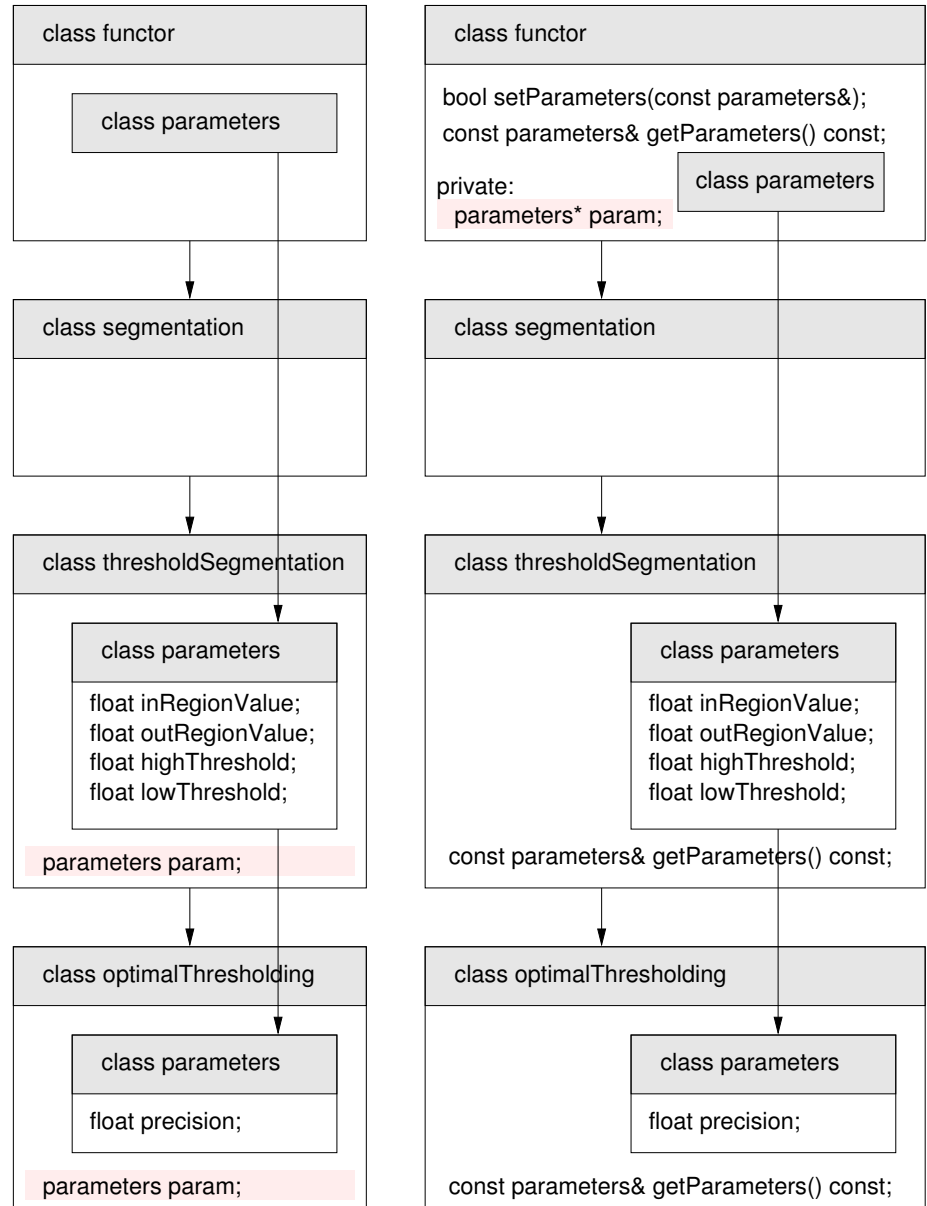 class functor
class parameters
class segmentation
class thresholdSegmentation
class parameters
float inRegionValue;
float outRegionValue;
float highThreshold;
float lowThreshold;
parameters param;
class optimalThresholding
class parameters
float precision;
parameters param;
class functor
bool setParameters(const parameters&);
const parameters& getParameters() const;
class parameters
private:
parameters* param;
class segmentation
class thresholdSegmentation
class parameters
float inRegionValue;
float outRegionValue;
float highThreshold;
float lowThreshold;
const parameters& getParameters() const;
class optimalThresholding
class parameters
float precision;
const parameters& getParameters() const;